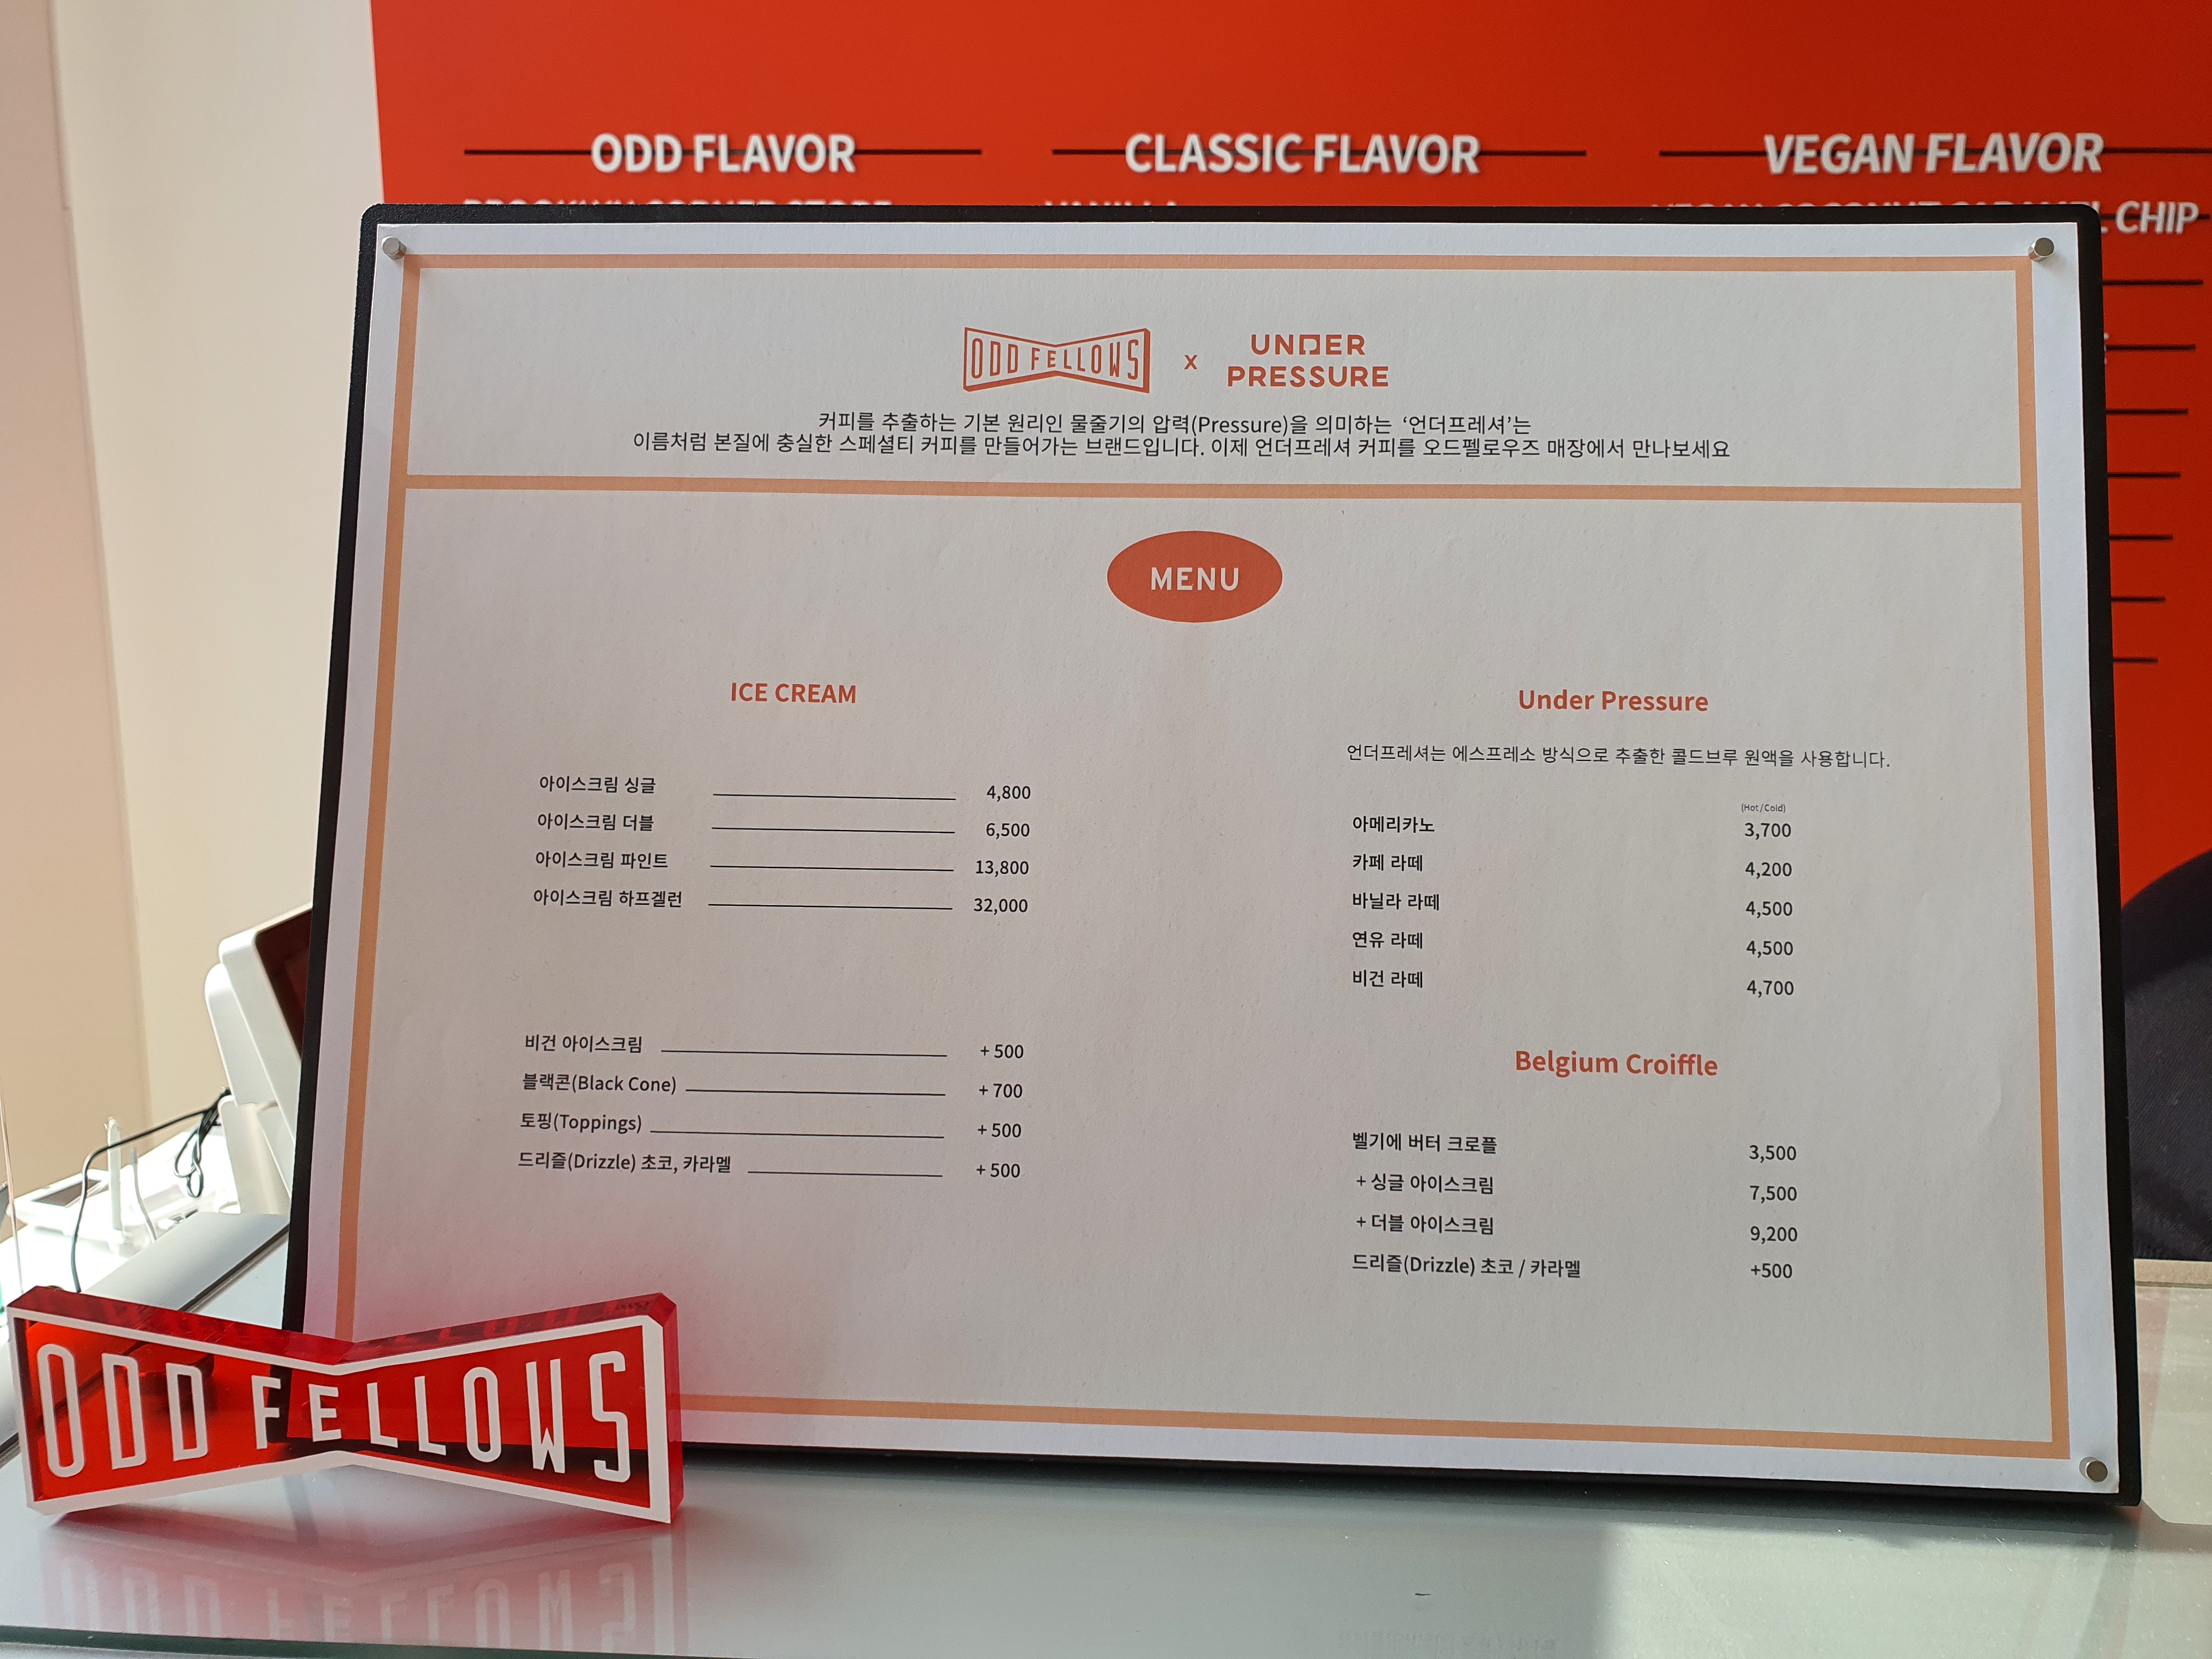 ODD FLAVOR
CLASSIC FLAVOR
VEGAN FLAVOR
CHIP
ODD FELLOWS x UNDER PRESSURE
커피를 추출하는 기본 원리인 물줄기의 압력(Pressure)을 의미하는 ‘언더프레셔’는
이름처럼 본질에 충실한 스페셜티 커피를 만들어가는 브랜드입니다. 이제 언더프레셔 커피를 오드펠로우즈 매장에서 만나보세요
MENU
ICE CREAM
아이스크림 싱글 4,800
아이스크림 더블 6,500
아이스크림 파인트 13,800
아이스크림 하프겔런 32,000
비건 아이스크림 + 500
블랙콘(Black Cone) + 700
토핑(Toppings) + 500
드리즐(Drizzle) 초코, 카라멜 + 500
Under Pressure
언더프레셔는 에스프레소 방식으로 추출한 콜드브루 원액을 사용합니다.
(Hot/Cold)
아메리카노 3,700
카페 라떼 4,200
바닐라 라떼 4,500
연유 라떼 4,500
비건 라떼 4,700
Belgium Croiffle
벨기에 버터 크로플 3,500
+ 싱글 아이스크림 7,500
+ 더블 아이스크림 9,200
드리즐(Drizzle) 초코 / 카라멜 +500
ODD FELLOWS